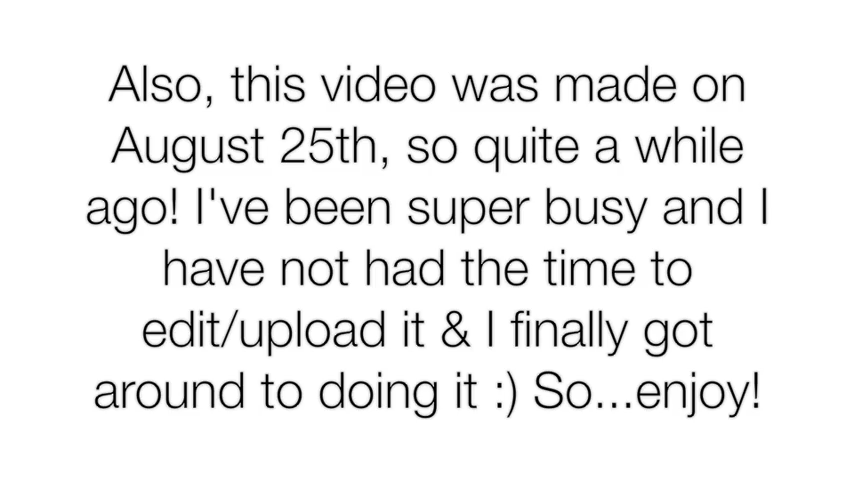 Also, this video was made on
August 25th, so quite a while
ago! I've been super busy and I
have not had the time to
edit/upload it & I finally got
around to doing it :) So...enjoy!